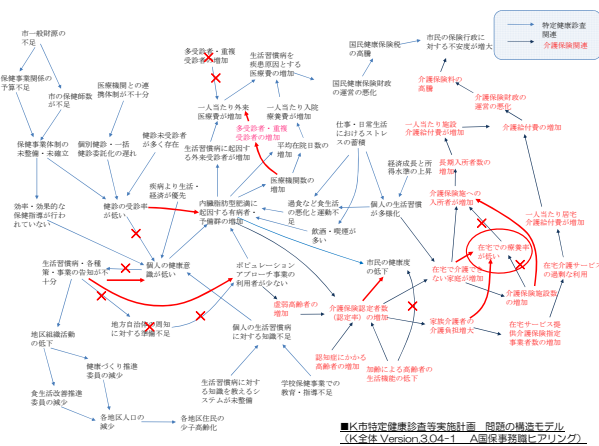 特定健康診査
関連
介護保険関連
市一般財源の
不足
多受診者・重複
受診者の増加
生活習慣病を
疾患原因とする
医療費の増加
国民健康保険税
の高騰
市民の保険行政に
対する不安度が増大
保健事業関係の
予算不足
市の保健師数
が不足
医療機関との連
携体制が不十分
一人当たり外来
医療費が増加
一人当たり入院
療養費が増加
国民健康保険財政
の運営の悪化
介護保険料の
高騰
介護保険財政の
運営の悪化
保健事業体制の
未整備・未確立
個別健診・一括
健診委託化の遅れ
健診未受診者
が多く存在
多受診者・重複
受診者の増加
仕事・日常生活
におけるストレ
スの蓄積
一人当たり施設
介護給付費が増加
介護給付費の増加
生活習慣病に起因す
る外来受診者が増加
平均在院日数の
増加
医療機関数の
増加
経済成長と所
得水準の上昇
長期入所者数の
増加
疾病より生活・
経済が優先
効率・効果的な
保健指導が行わ
れていない
健診の受診率
が低い
内臓脂肪型肥満に
起因する有病者・
予備群の増加
過食など食生活
の悪化と運動不
足
個人の生活習慣
が多様化
介護保険施への
入所者が増加
一人当たり居宅
介護給付費が増加
飲酒・喫煙が
多い
生活習慣病・各種
策・事業の告知が不
十分
個人の健康意
識が低い
ポピュレーション
アプローチ事業の
利用者が少ない
市民の健康度
の低下
在宅で介護でき
ない家庭が増加
在宅での療養率
が低い
在宅介護サービス
の過剰な利用
地方自治体の周知
に対する準備不足
虚弱高齢者の
増加
介護保険認定者数
（認定率）の増加
介護保険施設数
の増加
地区組織活動
の低下
個人の生活習慣病
に対する知識不足
家族介護者の
介護負担増大
在宅サービス提
供介護保険指定
事業者数の増加
健康づくり推進
委員の減少
認知症にかかる
高齢者の増加
加齢による高齢者の
生活機能の低下
食生活改善推進
委員の減少
生活習慣病に対す
る知識を教えるシス
テムが未整備
学校保健事業での
教育・指導不足
各地区人口の
減少
各地区住民の
少子高齢化
■K市特定健康診査等実施計画　問題の構造モデル
（K全体 Version.3.04-1　A国保事務職ヒアリング）